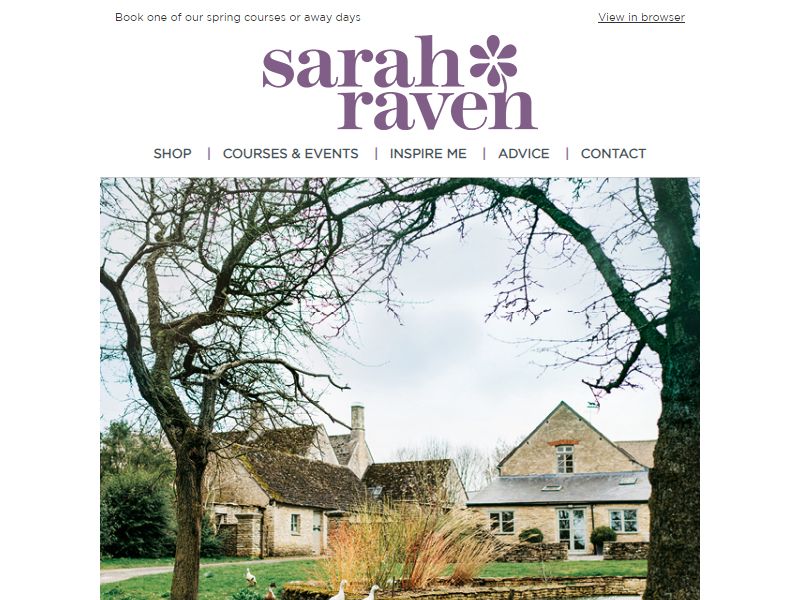 Book one of our spring courses or away days
View in browser
sarah
raven
SHOP | COURSES & EVENTS | INSPIRE ME | ADVICE | CONTACT